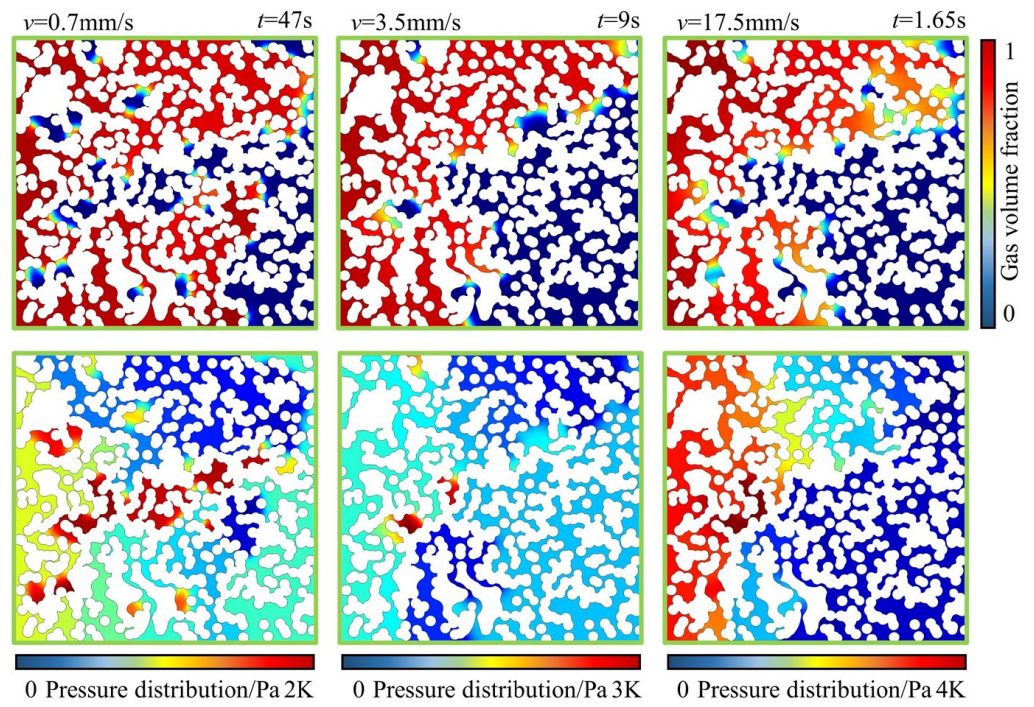 v=0.7mm/s t=47s
v=3.5mm/s t=9s
v=17.5mm/s t=1.65s
1
Gas volume fraction
0
0 Pressure distribution/Pa 2K
0 Pressure distribution/Pa 3K
0 Pressure distribution/Pa 4K